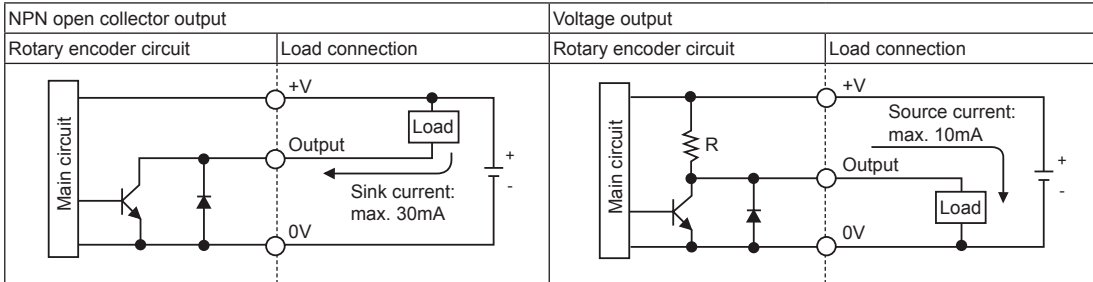 NPN open collector output
Voltage output
Rotary encoder circuit
Load connection
Rotary encoder circuit
Load connection
Main circuit
+V
Load
Output
Sink current:
max. 30mA
+
-
0V
Main circuit
+V
Source current:
max. 10mA
R
Output
Load
+
-
0V